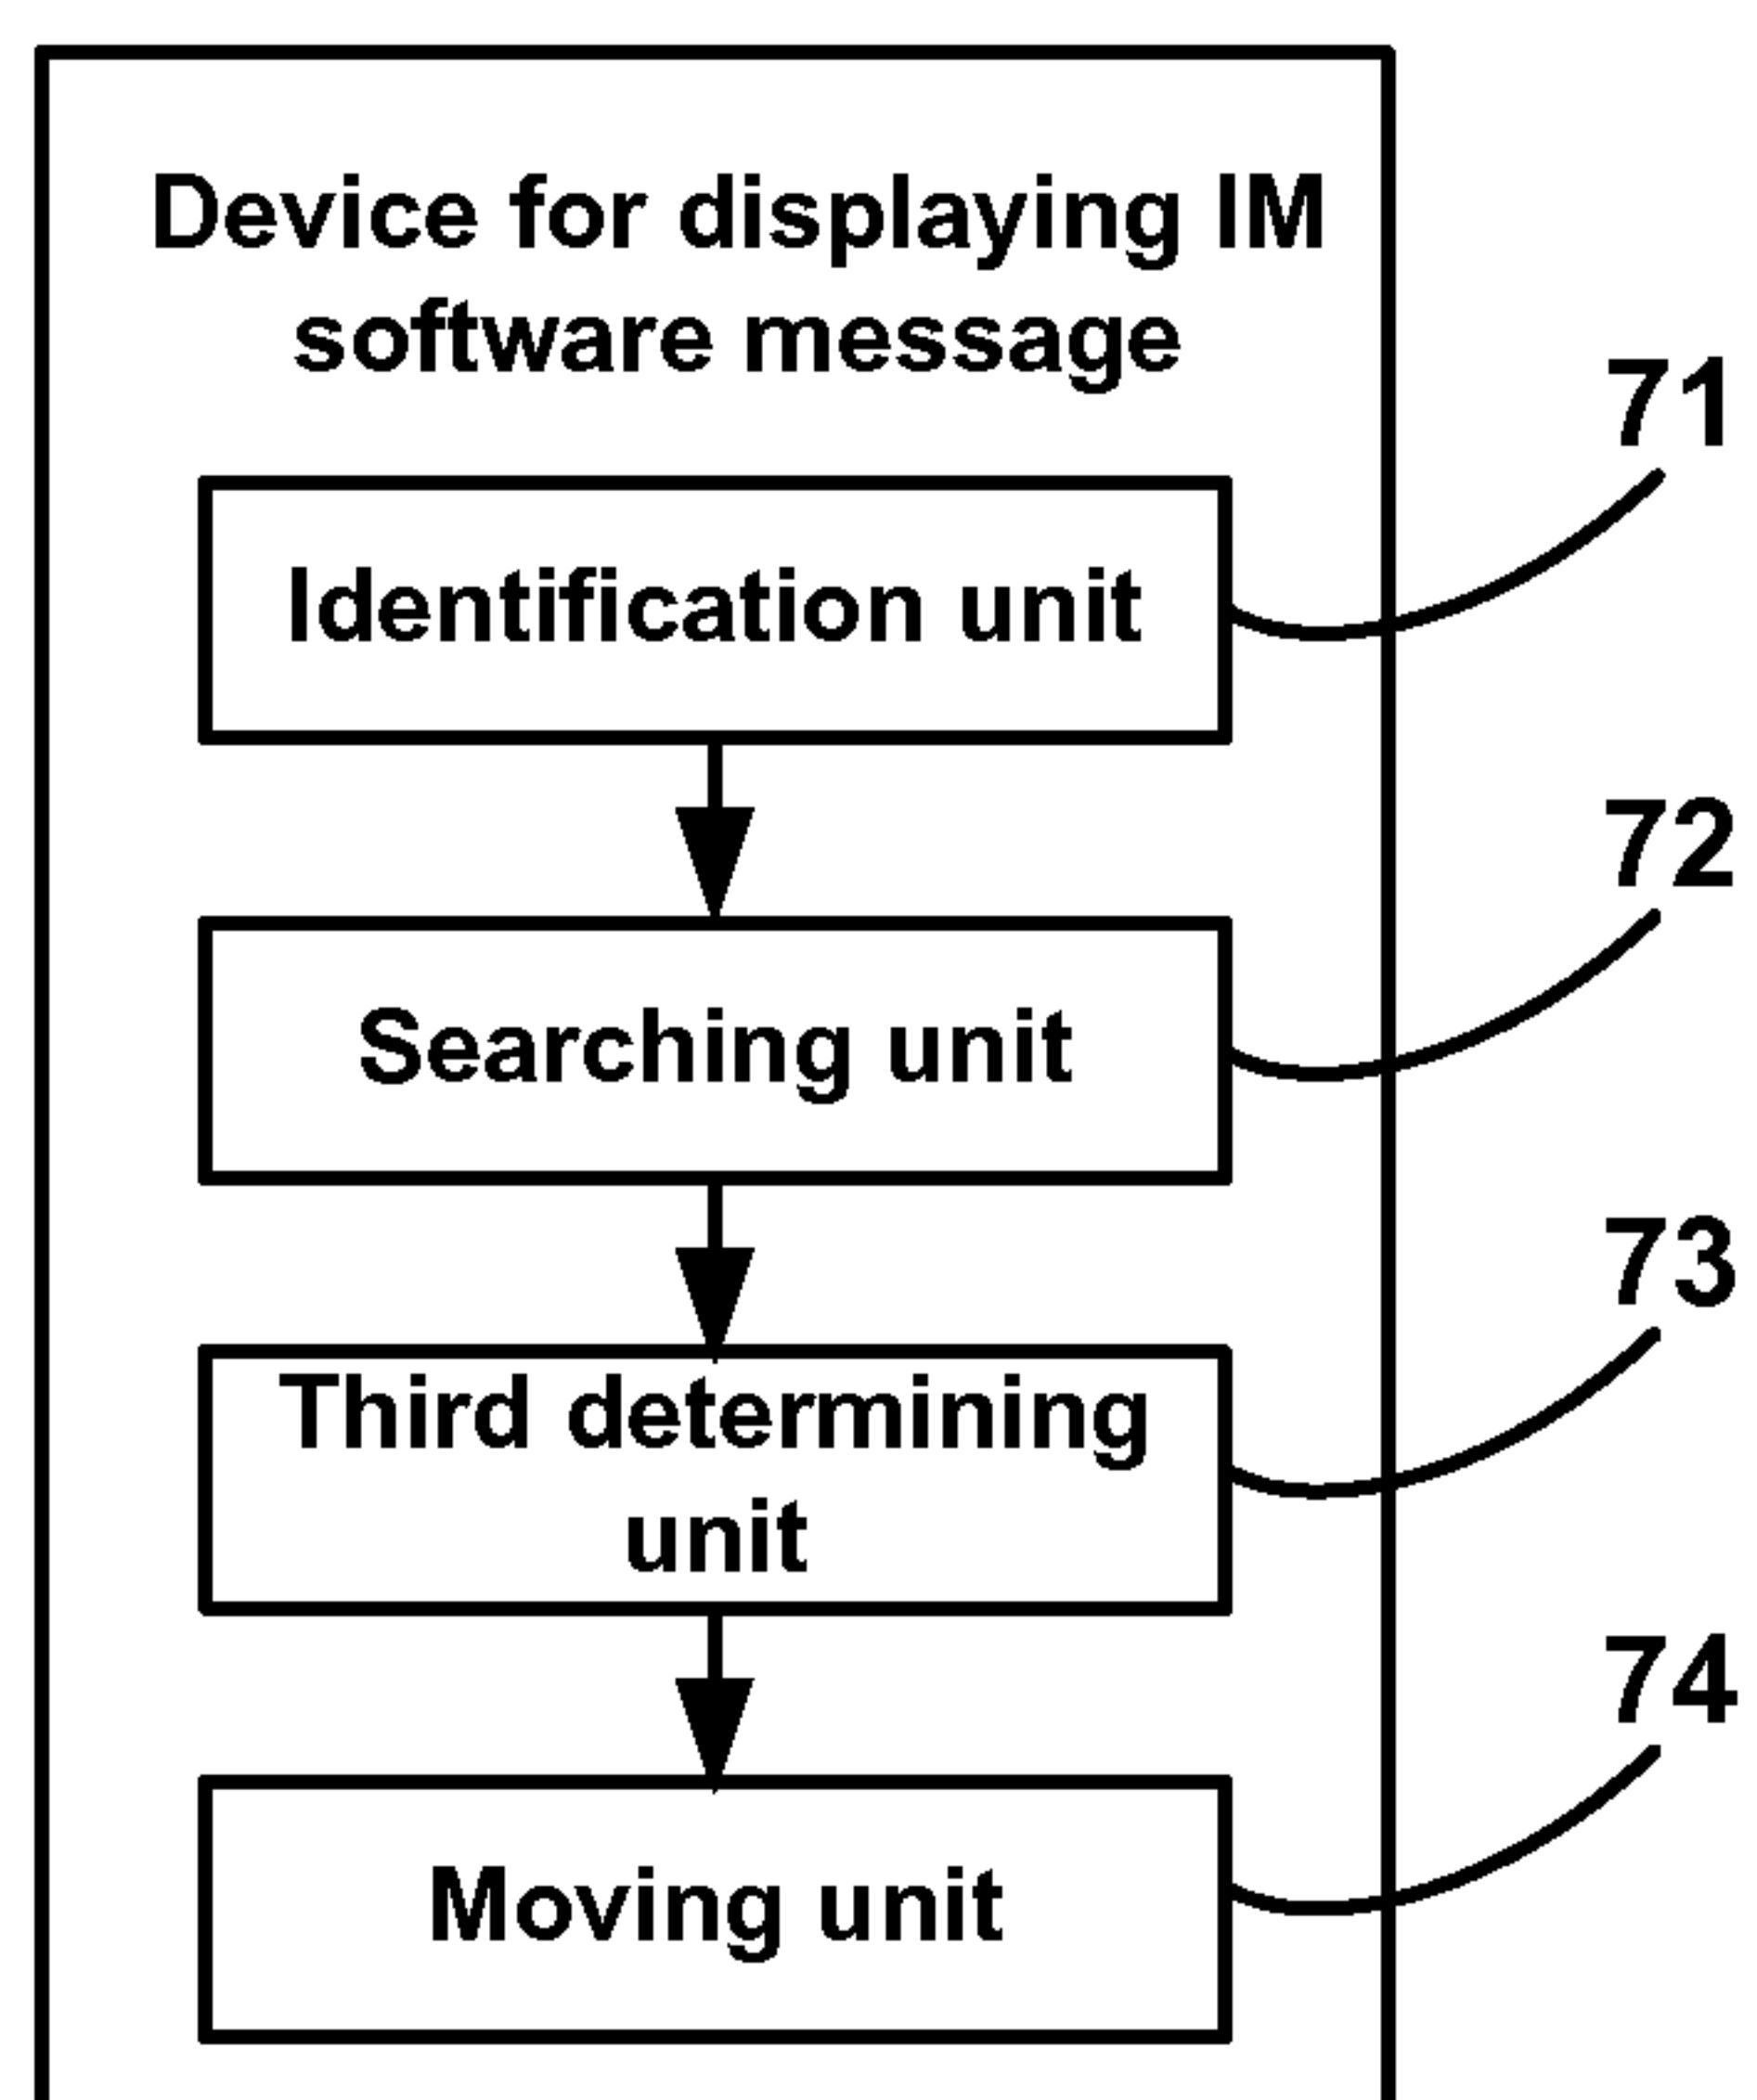 Device for displaying IM
software message
71
Identification unit
72
Searching unit
73
Third determining
unit
74
Moving unit